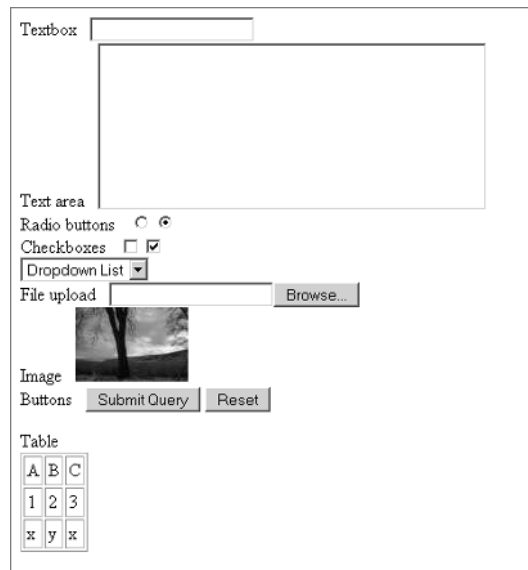 Textbox
Text area
Radio buttons
Checkboxes
Dropdown List
File upload Browse...
Image
Buttons Submit Query Reset
Table
A B C
1 2 3
x y x